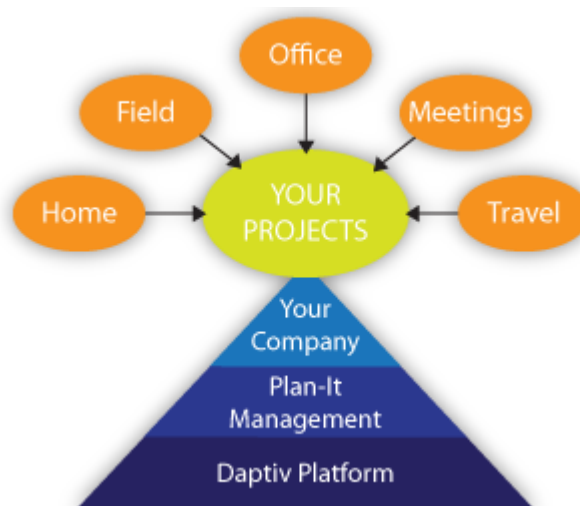 Office
Field
Meetings
Home
YOUR
PROJECTS
Travel
Your
Company
Plan-It
Management
Daptiv Platform